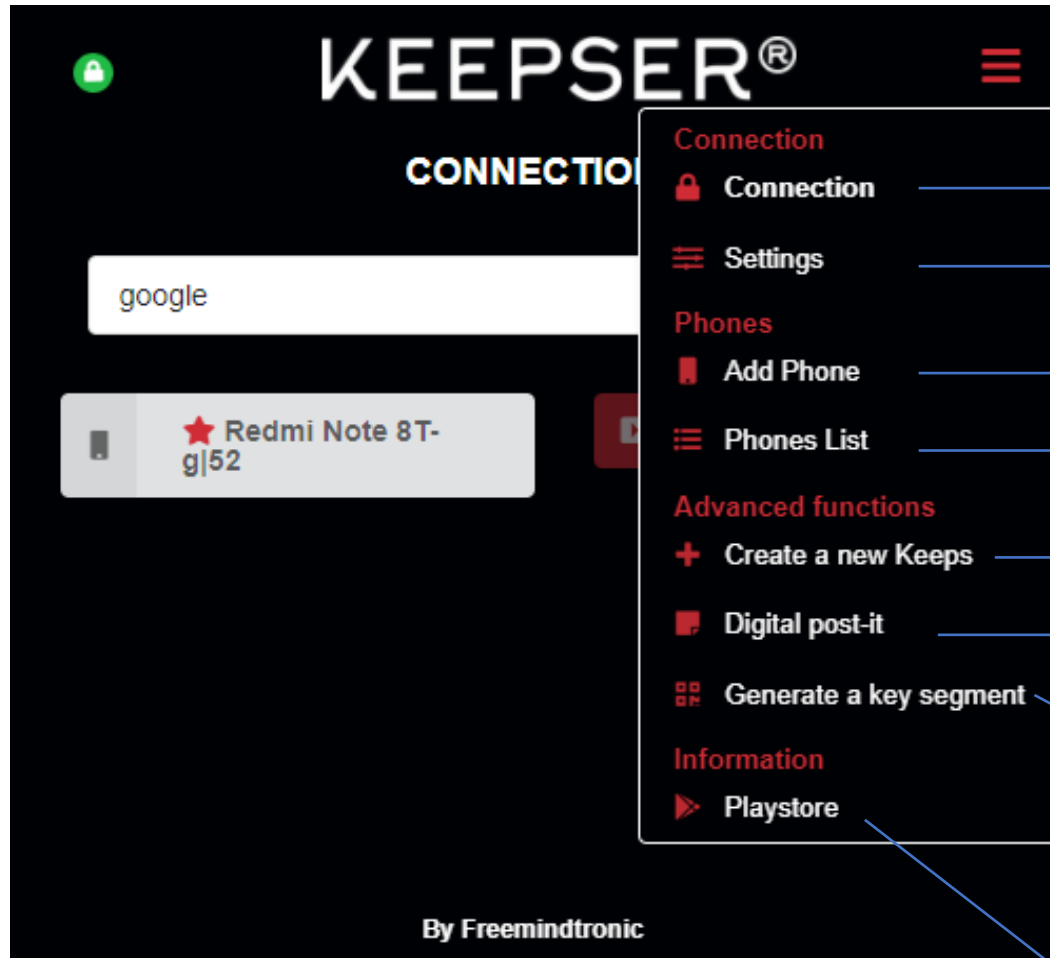 KEEPSER®
CONNECTIO
google
★ Redmi Note 8T-
g|52
Connection
Connection
Settings
Phones
Add Phone
Phones List
Advanced functions
Create a new Keeps
Digital post-it
Generate a key segment
Information
Playstore
By Freemindtronic